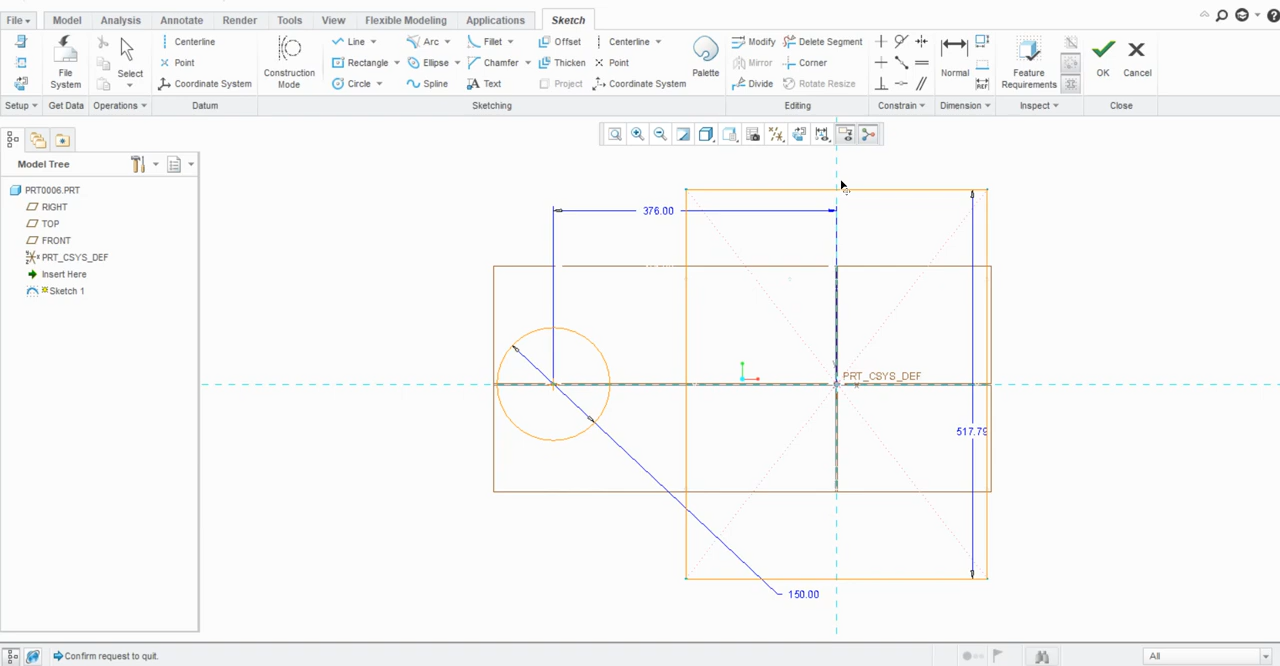 File Model Analysis Annotate Render Tools View Flexible Modeling Applications Sketch
Centerline Line Arc Fillet Offset Centerline Modify Delete Segment
Select Point Rectangle Ellipse Chamfer Thicken Point Mirror Corner
File System Coordinate System Construction Mode Circle Spline Text Project Coordinate System Palette Divide Rotate Resize Normal Feature Requirements OK Cancel
Setup Get Data Operations Datum Sketching Editing Constrain Dimension Inspect Close
REF
Model Tree
PRT0006.PRT
RIGHT
TOP
FRONT
PRT_CSYS_DEF
Insert Here
Sketch 1
376.00
PRT_CSYS_DEF
517.79
150.00
Confirm request to quit.
All